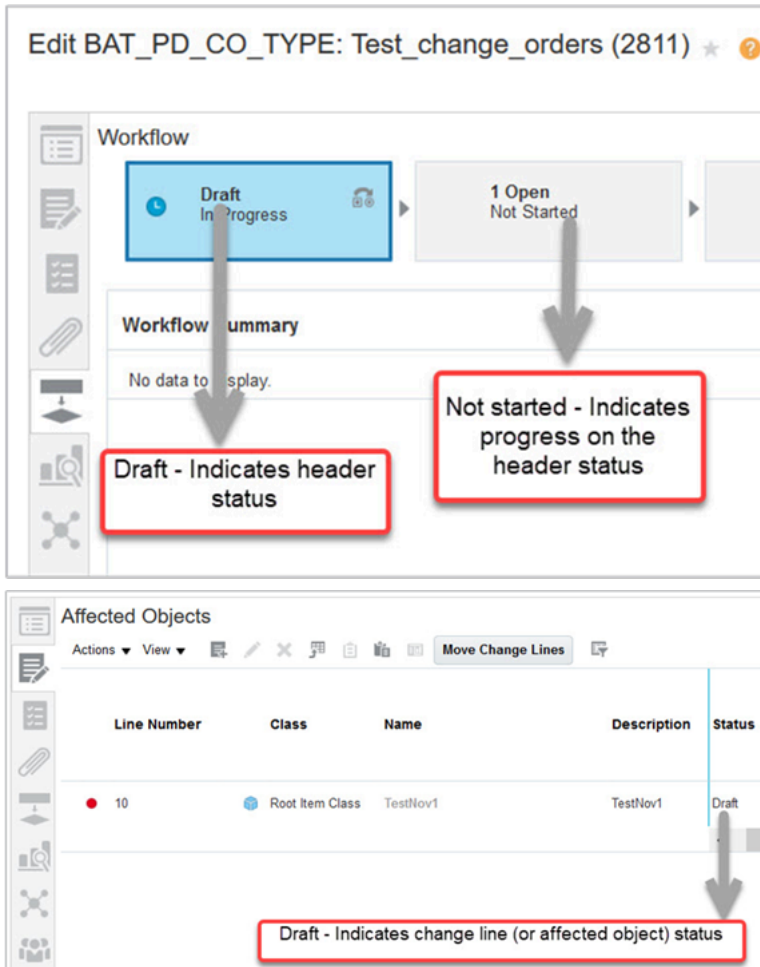 Edit BAT_PD_CO_TYPE: Test_change_orders (2811)
Workflow
Draft
In Progress
1 Open
Not Started
Workflow Summary
No data to display.
Draft - Indicates header
status
Not started - Indicates
progress on the
header status
Affected Objects
Actions View Move Change Lines
Line Number Class Name Description Status
10 Root Item Class TestNov1 TestNov1 Draft
Draft - Indicates change line (or affected object) status